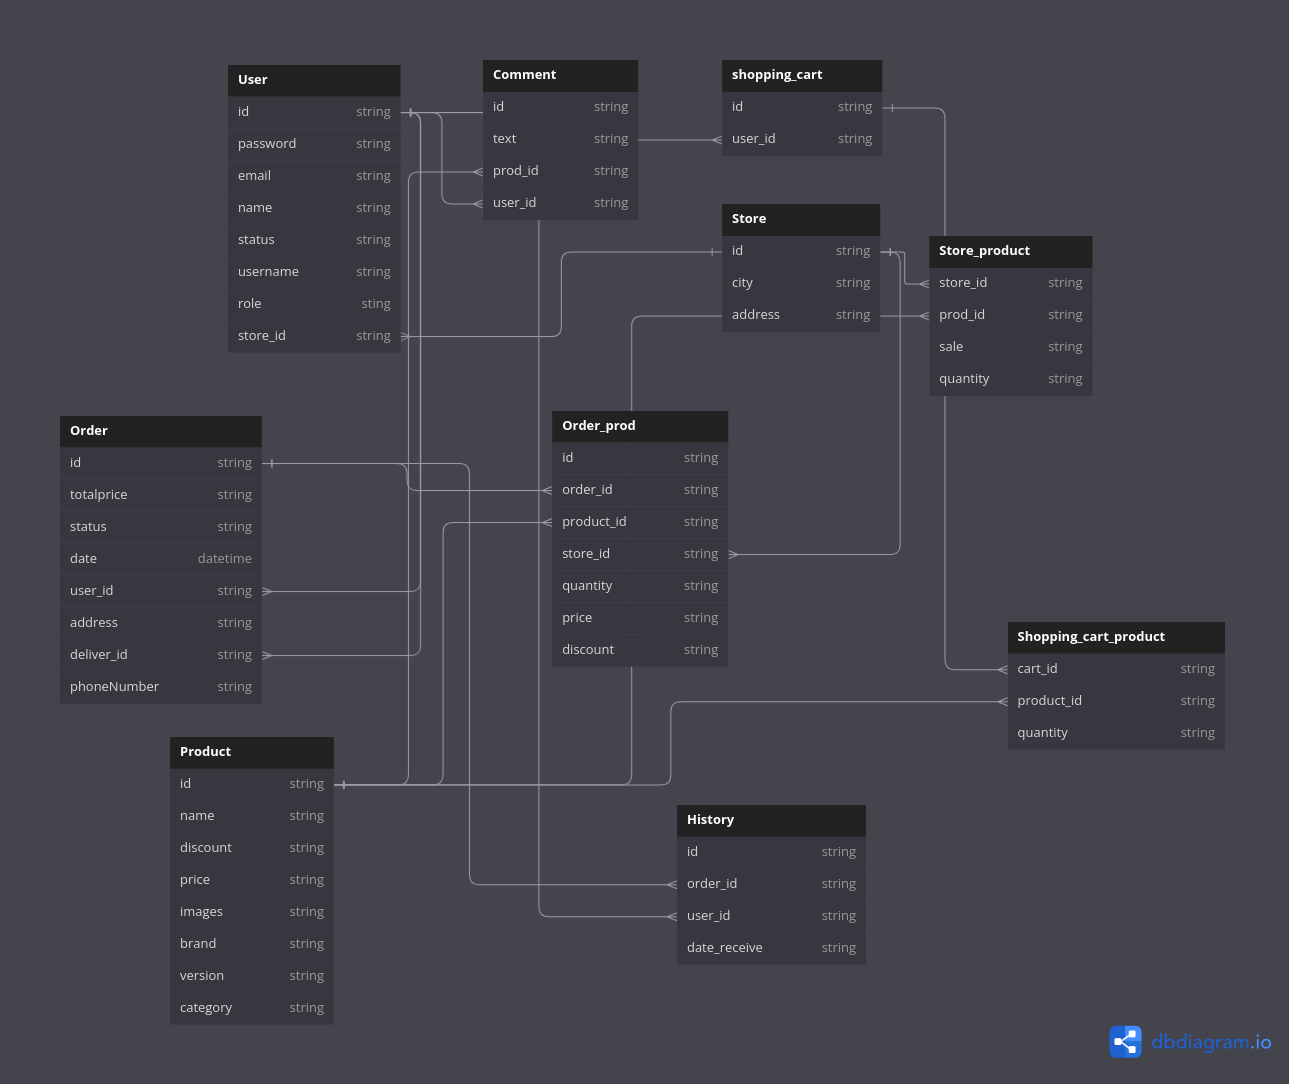 User
id string
password string
email string
name string
status string
username string
role sting
store_id string
Comment
id string
text string
prod_id string
user_id string
shopping_cart
id string
user_id string
Store
id string
city string
address string
Store_product
store_id string
prod_id string
sale string
quantity string
Order
id string
totalprice string
status string
date datetime
user_id string
address string
deliver_id string
phoneNumber string
Order_prod
id string
order_id string
product_id string
store_id string
quantity string
price string
discount string
Shopping_cart_product
cart_id string
product_id string
quantity string
Product
id string
name string
discount string
price string
images string
brand string
version string
category string
History
id string
order_id string
user_id string
date_receive string
dbdiagram.io